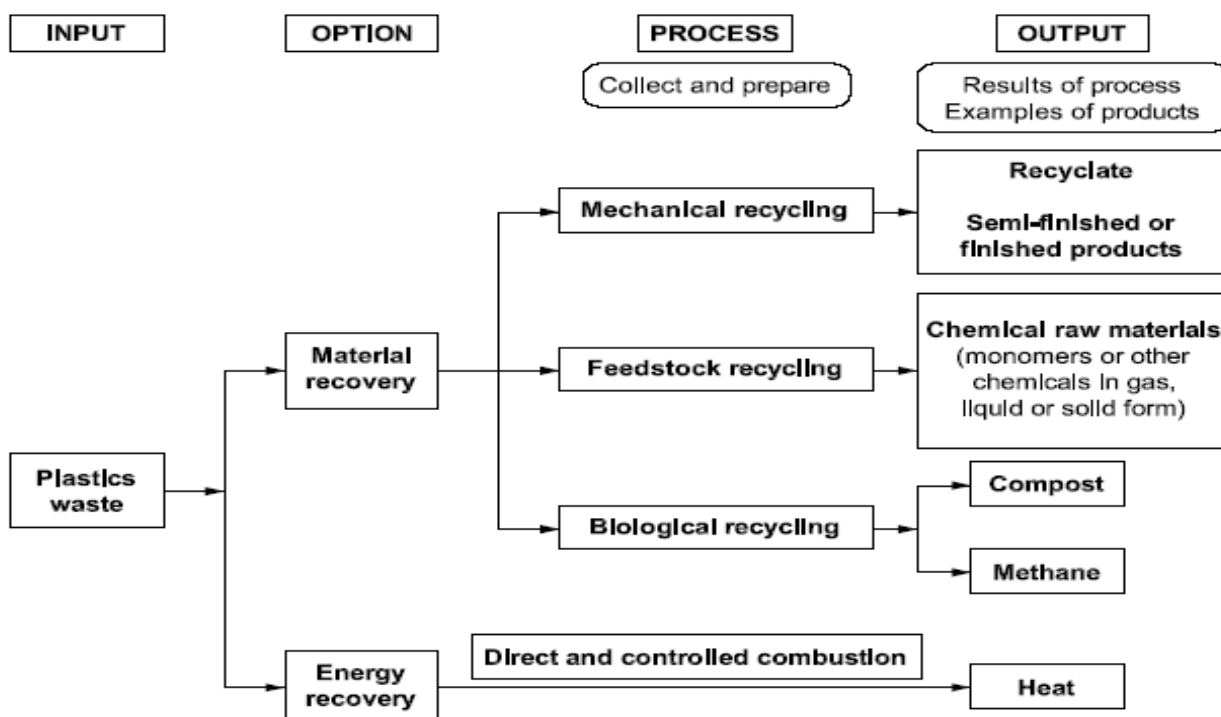 INPUT
OPTION
PROCESS
OUTPUT
Collect and prepare
Results of process
Examples of products
Mechanical recycling
Recyclate
Semi-finished or
finished products
Material
recovery
Feedstock recycling
Chemical raw materials
(monomers or other
chemicals in gas,
liquid or solid form)
Plastics
waste
Biological recycling
Compost
Methane
Energy
recovery
Direct and controlled combustion
Heat